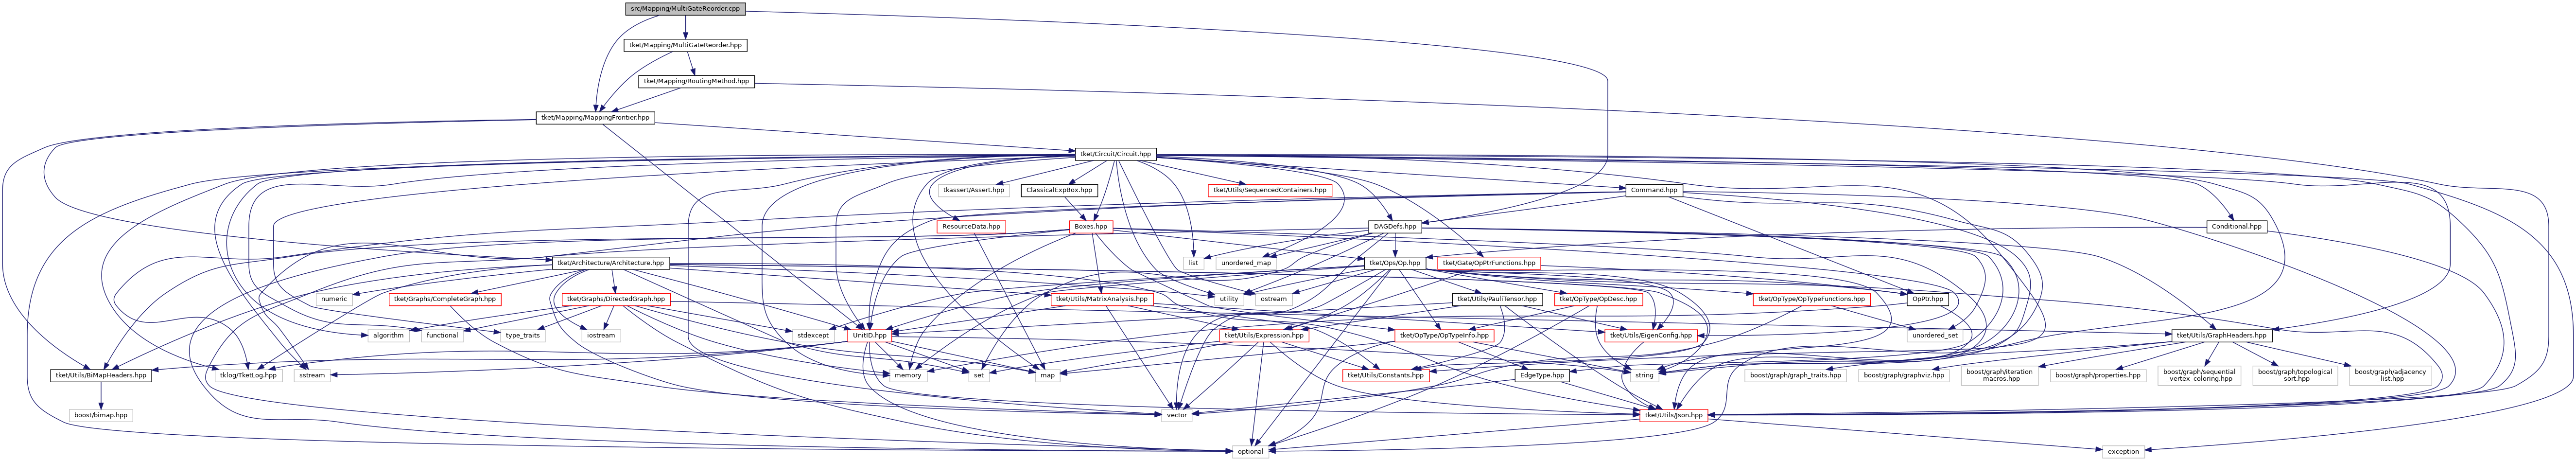 src/Mapping/MultiGateReorder.cpp
tket/Mapping/MultiGateReorder.hpp
tket/Mapping/RoutingMethod.hpp
tket/Mapping/MappingFrontier.hpp
tket/Circuit/Circuit.hpp
tkassert/Assert.hpp
ClassicalExpBox.hpp
tket/Utils/SequencedContainers.hpp
Command.hpp
ResourceData.hpp
Boxes.hpp
DAGDefs.hpp
Conditional.hpp
tket/Architecture/Architecture.hpp
list
unordered_map
tket/Ops/Op.hpp
tket/Gate/OpPtrFunctions.hpp
numeric
tket/Graphs/CompleteGraph.hpp
tket/Graphs/DirectedGraph.hpp
tket/Utils/MatrixAnalysis.hpp
utility
ostream
tket/Utils/PauliTensor.hpp
tket/OpType/OpDesc.hpp
tket/OpType/OpTypeFunctions.hpp
OpPtr.hpp
algorithm
functional
type_traits
iostream
stdexcept
UnitID.hpp
tket/Utils/Expression.hpp
tket/OpType/OpTypeInfo.hpp
tket/Utils/EigenConfig.hpp
unordered_set
tket/Utils/GraphHeaders.hpp
tket/Utils/BiMapHeaders.hpp
tklog/TketLog.hpp
sstream
memory
set
map
tket/Utils/Constants.hpp
EdgeType.hpp
string
boost/graph/graph_traits.hpp
boost/graph/graphviz.hpp
boost/graph/iteration
_macros.hpp
boost/graph/properties.hpp
boost/graph/sequential
_vertex_coloring.hpp
boost/graph/topological
_sort.hpp
boost/graph/adjacency
_list.hpp
boost/bimap.hpp
vector
tket/Utils/Json.hpp
optional
exception